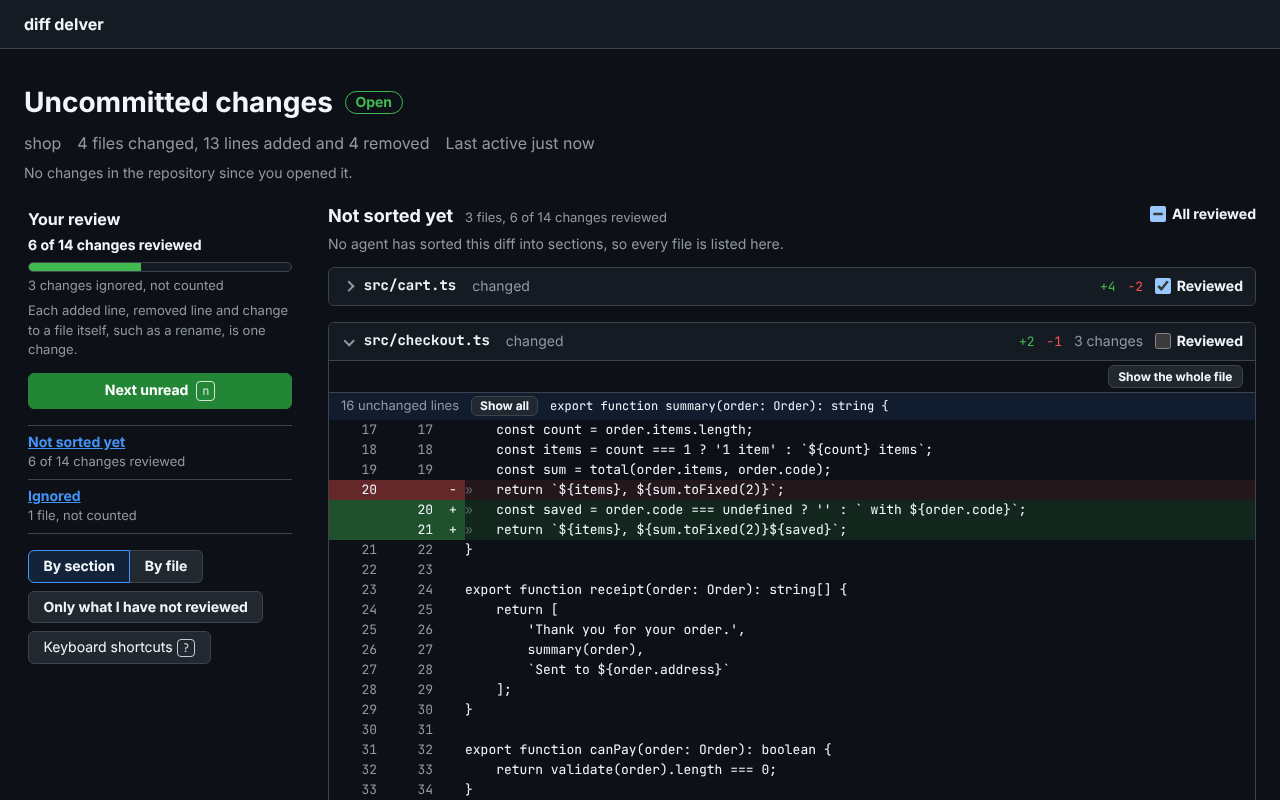 diff delver
Uncommitted changes Open
shop 4 files changed, 13 lines added and 4 removed Last active just now
No changes in the repository since you opened it.
Your review
6 of 14 changes reviewed
3 changes ignored, not counted
Each added line, removed line and change
to a file itself, such as a rename, is one
change.
Next unread n
Not sorted yet
6 of 14 changes reviewed
Ignored
1 file, not counted
By section By file
Only what I have not reviewed
Keyboard shortcuts ?
Not sorted yet 3 files, 6 of 14 changes reviewed All reviewed
No agent has sorted this diff into sections, so every file is listed here.
src/cart.ts changed +4 -2 Reviewed
src/checkout.ts changed +2 -1 3 changes Reviewed
Show the whole file
16 unchanged lines Show all export function summary(order: Order): string {
17 17 const count = order.items.length;
18 18 const items = count === 1 ? '1 item' : `${count} items`;
19 19 const sum = total(order.items, order.code);
20 - » return `${items}, ${sum.toFixed(2)}`;
20 + » const saved = order.code === undefined ? '' : ` with ${order.code}`;
21 + » return `${items}, ${sum.toFixed(2)}${saved}`;
21 22 }
22 23
23 24 export function receipt(order: Order): string[] {
24 25 return [
25 26 'Thank you for your order.',
26 27 summary(order),
27 28 `Sent to ${order.address}`
28 29 ];
29 30 }
30 31
31 32 export function canPay(order: Order): boolean {
32 33 return validate(order).length === 0;
33 34 }